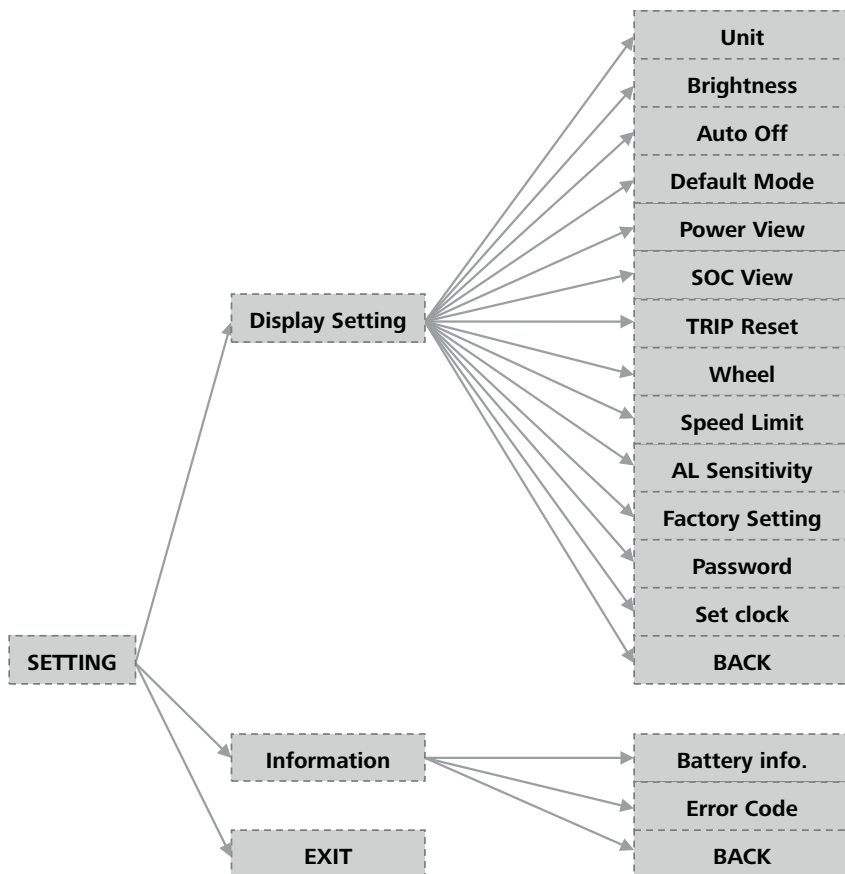 Unit
Brightness
Auto Off
Default Mode
Power View
SOC View
Display Setting
TRIP Reset
Wheel
Speed Limit
AL Sensitivity
Factory Setting
Password
Set clock
SETTING
BACK
Information
Battery info.
Error Code
EXIT
BACK